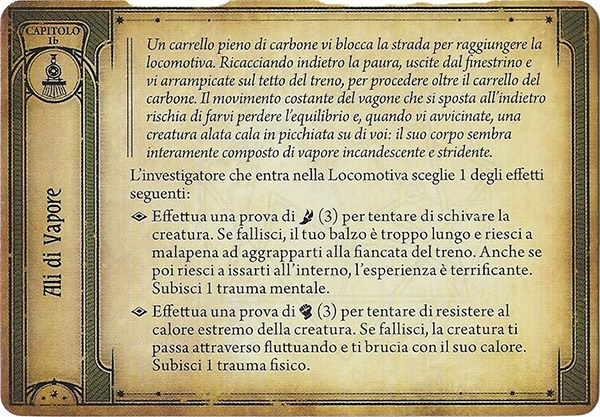 CAPITOLO
1b
Ali di Vapore
Un carrello pieno di carbone vi blocca la strada per raggiungere la
locomotiva. Ricacciando indietro la paura, uscite dal finestrino e
vi arrampicate sul tetto del treno, per procedere oltre il carrello del
carbone. Il movimento costante del vagone che si sposta all'indietro
rischia di farvi perdere l'equilibrio e, quando vi avvicinate, una
creatura alata cala in picchiata su di voi: il suo corpo sembra
interamente composto di vapore incandescente e stridente.
L'investigatore che entra nella Locomotiva sceglie 1 degli effetti
seguenti:
Effettua una prova di (3) per tentare di schivare la
creatura. Se fallisci, il tuo balzo è troppo lungo e riesci a
malapena ad aggrapparti alla fiancata del treno. Anche se
poi riesci a issarti all'interno, l'esperienza è terrificante.
Subisci 1 trauma mentale.
Effettua una prova di (3) per tentare di resistere al
calore estremo della creatura. Se fallisci, la creatura ti
passa attraverso fluttuando e ti brucia con il suo calore.
Subisci 1 trauma fisico.